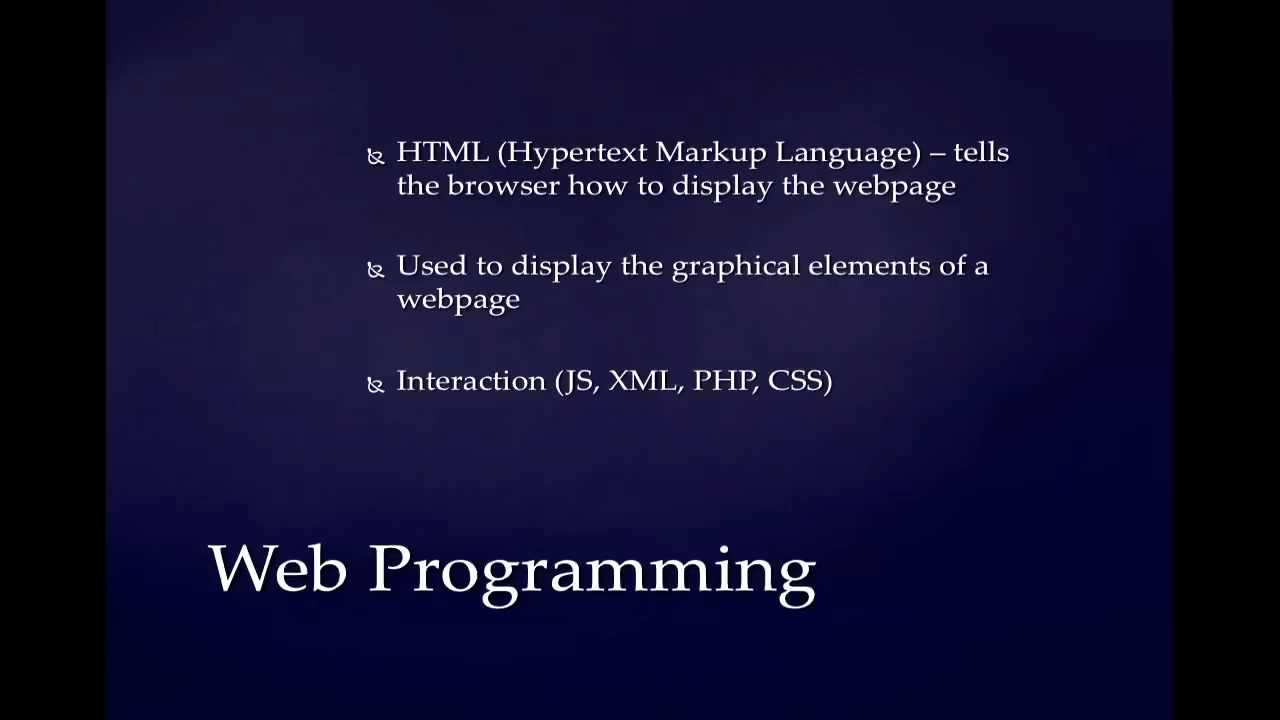 HTML (Hypertext Markup Language) – tells
the browser how to display the webpage
Used to display the graphical elements of a
webpage
Interaction (JS, XML, PHP, CSS)
Web Programming